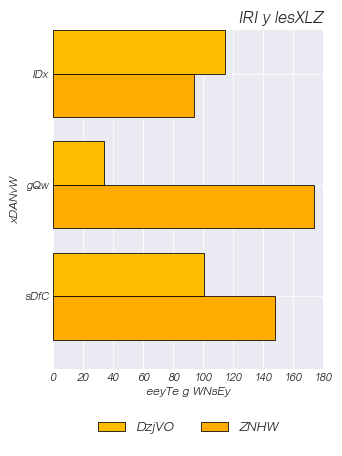 IRI y lesXLZ
IDx
gQw
sDfC
xDANvW
0 20 40 60 80 100 120 140 160 180
eeyTe g WNsEy
DzjVO ZNHW